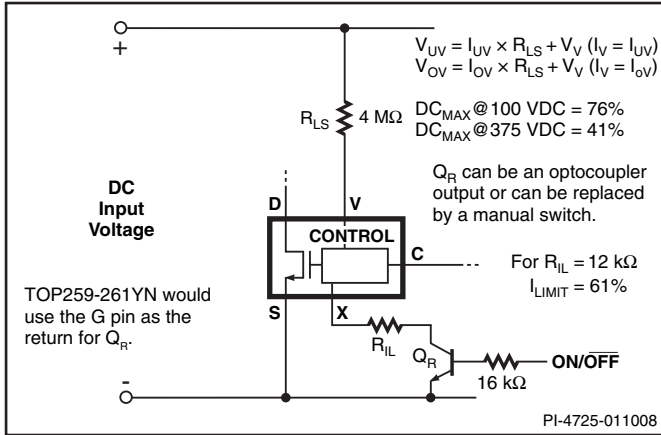 +
V_UV = I_UV × R_LS + V_V (I_V = I_UV)
V_OV = I_OV × R_LS + V_V (I_V = I_oV)
R_LS 4 MΩ
DC_MAX@100 VDC = 76%
DC_MAX@375 VDC = 41%
DC
Input
Voltage
Q_R can be an optocoupler
output or can be replaced
by a manual switch.
D
V
CONTROL
C
For R_IL = 12 kΩ
I_LIMIT = 61%
TOP259-261YN would
use the G pin as the
return for Q_R.
S
X
R_IL
Q_R
ON/O̅F̅F̅
16 kΩ
-
PI-4725-011008